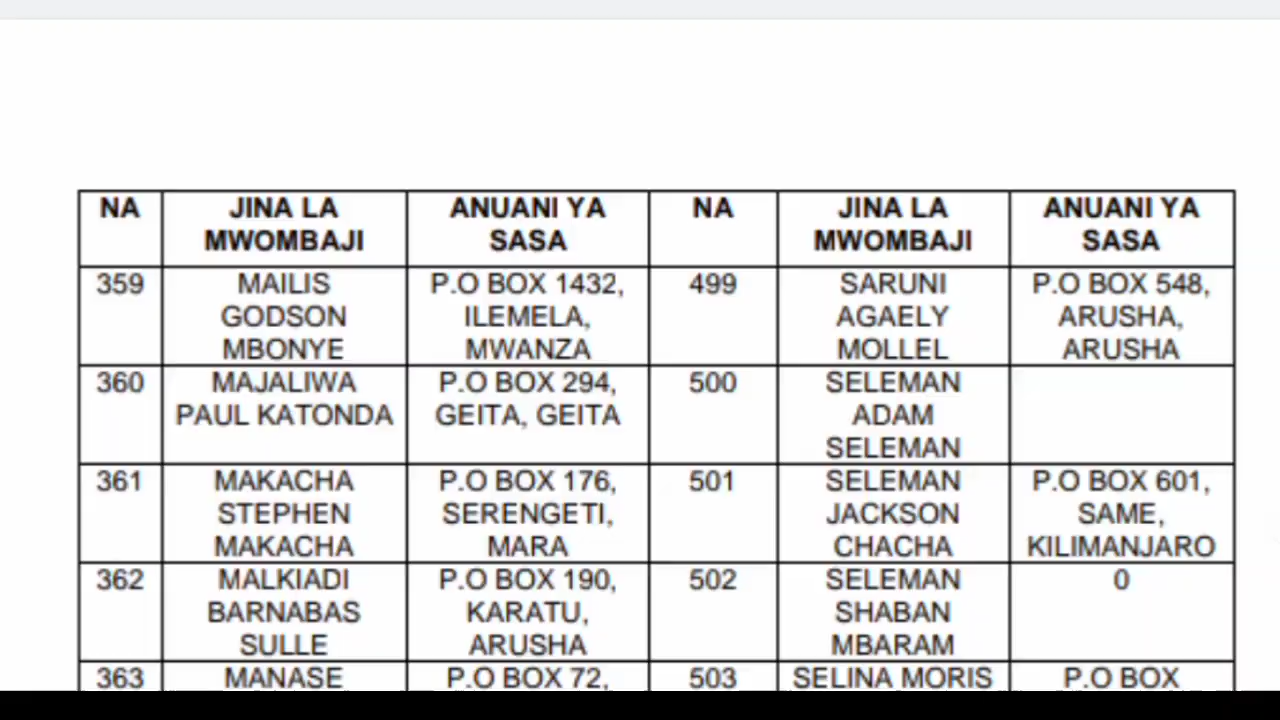 NA JINA LA MWOMBAJI ANUANI YA SASA NA JINA LA MWOMBAJI ANUANI YA SASA
359 MAILIS GODSON MBONYE P.O BOX 1432, ILEMELA, MWANZA 499 SARUNI AGAELY MOLLEL P.O BOX 548, ARUSHA, ARUSHA
360 MAJALIWA PAUL KATONDA P.O BOX 294, GEITA, GEITA 500 SELEMAN ADAM SELEMAN
361 MAKACHA STEPHEN MAKACHA P.O BOX 176, SERENGETI, MARA 501 SELEMAN JACKSON CHACHA P.O BOX 601, SAME, KILIMANJARO
362 MALKIADI BARNABAS SULLE P.O BOX 190, KARATU, ARUSHA 502 SELEMAN SHABAN MBARAM 0
363 MANASE P.O BOX 72, 503 SELINA MORIS P.O BOX